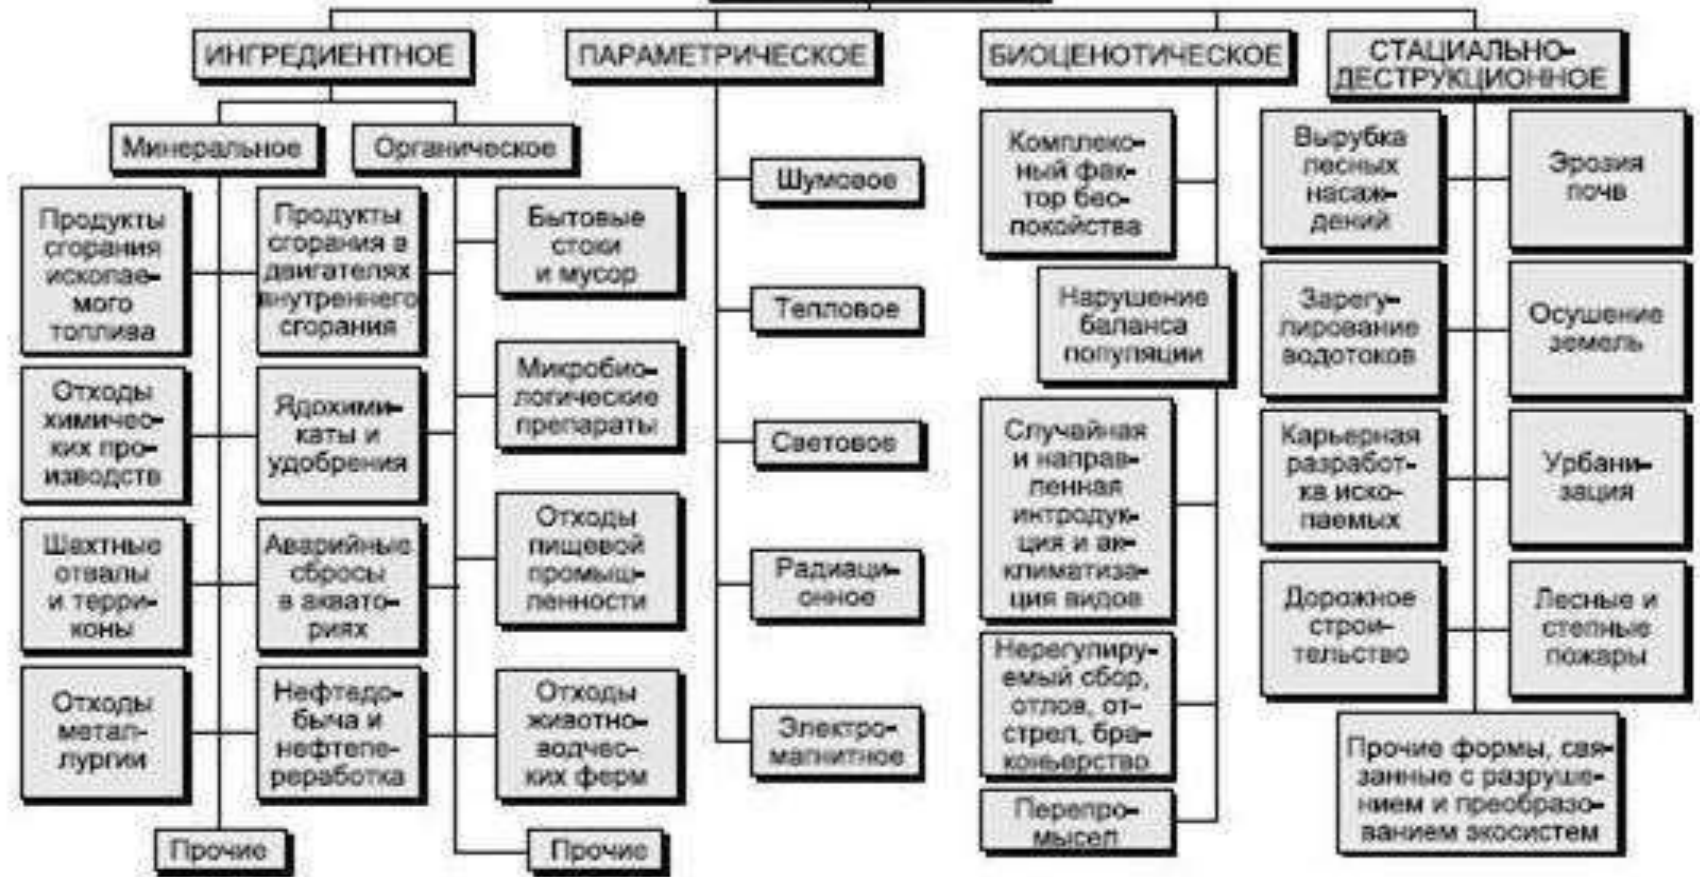 ИНГРЕДИЕНТНОЕ
Минеральное
Продукты
сгорания
ископае-
мого
топлива
Отходы
химичес-
ких про-
изводств
Шахтные
отвалы
и терри-
коны
Отходы
метал-
лургии
Прочие
Продукты
сгорания в
двигателях
внутреннего
сгорания
Ядохими-
каты и
удобрения
Аварийные
сбросы
в аквато-
риях
Нефтедо-
быча и
нефтепе-
реработка
Органическое
Бытовые
стоки
и мусор
Микробио-
логические
препараты
Отходы
пищевой
промыш-
ленности
Отходы
животно-
водчес-
ких ферм
Прочие
ПАРАМЕТРИЧЕСКОЕ
Шумовое
Тепловое
Световое
Радиаци-
онное
Электро-
магнитное
БИОЦЕНОТИЧЕСКОЕ
Комплекс-
ный фак-
тор бес-
покойства
Нарушение
баланса
популяции
Случайная
и направ-
ленная
интродук-
ция и ак-
климатиза-
ция видов
Нерегулиру-
емый сбор,
отлов, от-
стрел, бра-
коньерство
Перепро-
мысел
СТАЦИАЛЬНО-
ДЕСТРУКЦИОННОЕ
Вырубка
лесных
насаж-
дений
Зарегу-
лирование
водотоков
Карьерная
разработ-
ка иско-
паемых
Дорожное
строи-
тельство
Эрозия
почв
Осушение
земель
Урбани-
зация
Лесные и
степные
пожары
Прочие формы, свя-
занные с разруше-
нием и преобразо-
ванием экосистем